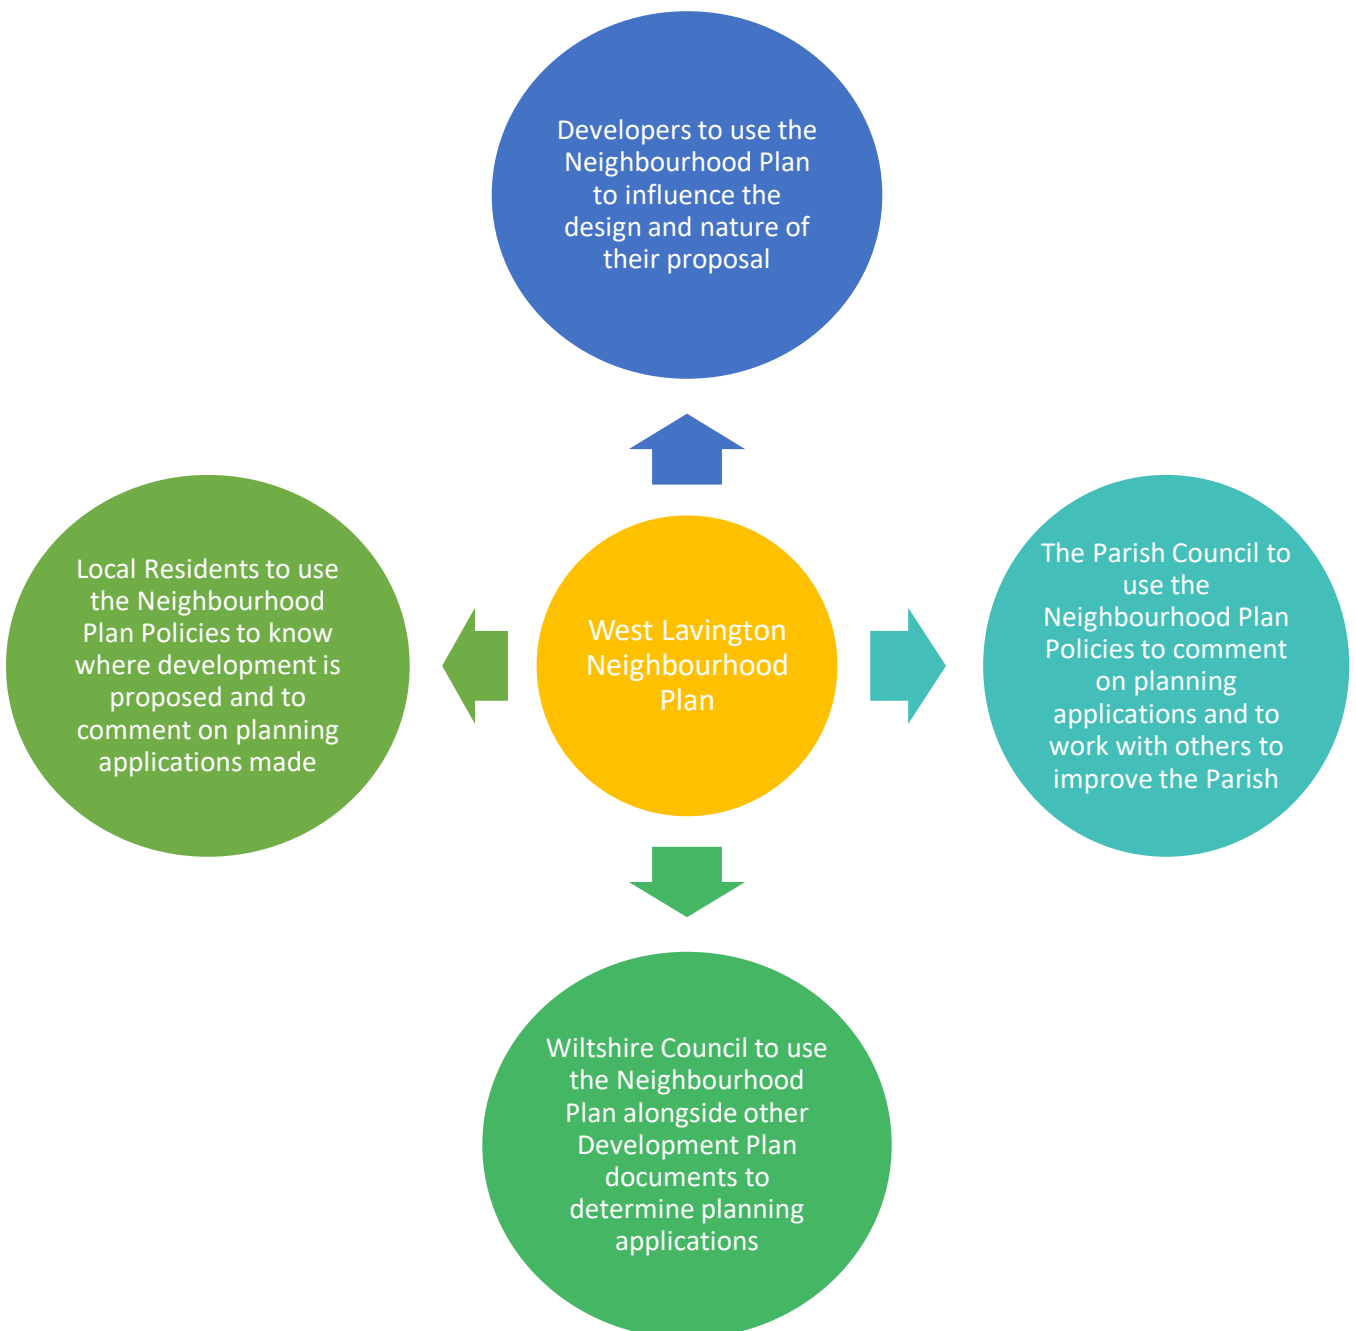 Developers to use the
Neighbourhood Plan
to influence the
design and nature of
their proposal
Local Residents to use
the Neighbourhood
Plan Policies to know
where development is
proposed and to
comment on planning
applications made
West Lavington
Neighbourhood
Plan
The Parish Council to
use the
Neighbourhood Plan
Policies to comment
on planning
applications and to
work with others to
improve the Parish
Wiltshire Council to use
the Neighbourhood
Plan alongside other
Development Plan
documents to
determine planning
applications